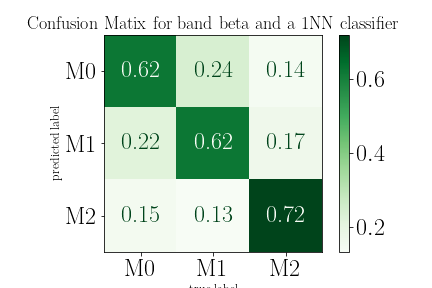 Confusion Matix for band beta and a 1NN classifier
M0 0.62 0.24 0.14
M1 0.22 0.62 0.17
M2 0.15 0.13 0.72
M0 M1 M2
predicted label
true label
0.6
0.4
0.2